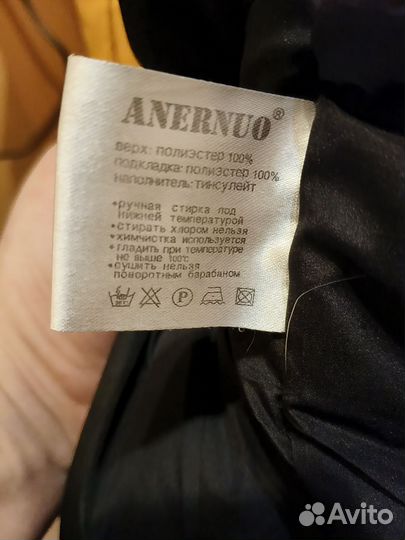 ANERNUO®
верх: полиэстер 100%
подкладка: полиэстер 100%
наполнитель: тинсулейт
•ручная стирка под
нижней температурой
•стирать хлором нельзя
•химчистка используется
•гладить при температуре
не выше 100°C
•сушить нельзя
поворотным барабаном
P
Avito